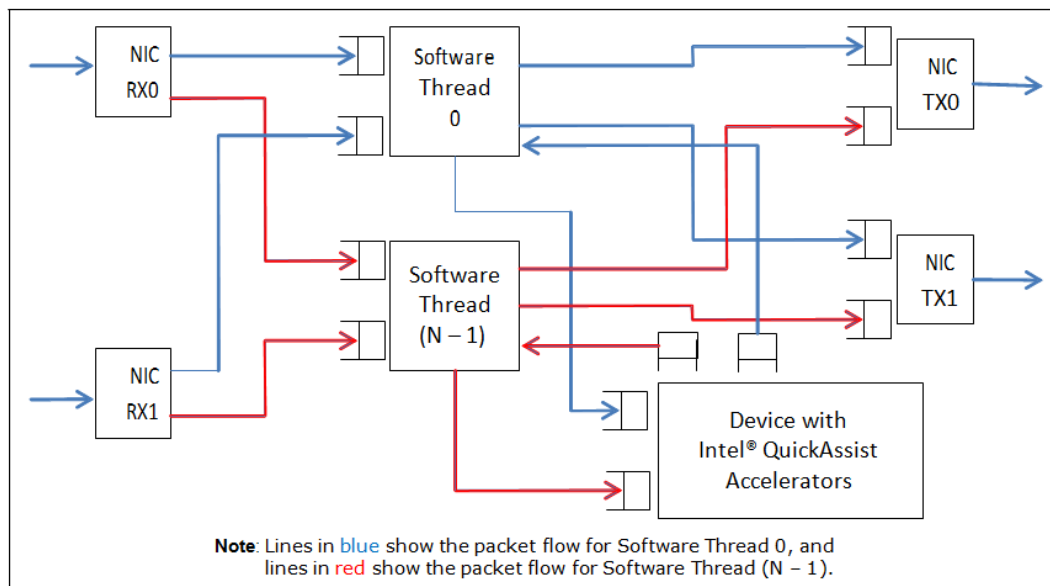 NIC
RX0
Software
Thread
0
NIC
TX0
Software
Thread
(N – 1)
NIC
TX1
NIC
RX1
Device with
Intel® QuickAssist
Accelerators
Note: Lines in blue show the packet flow for Software Thread 0, and
lines in red show the packet flow for Software Thread (N – 1).